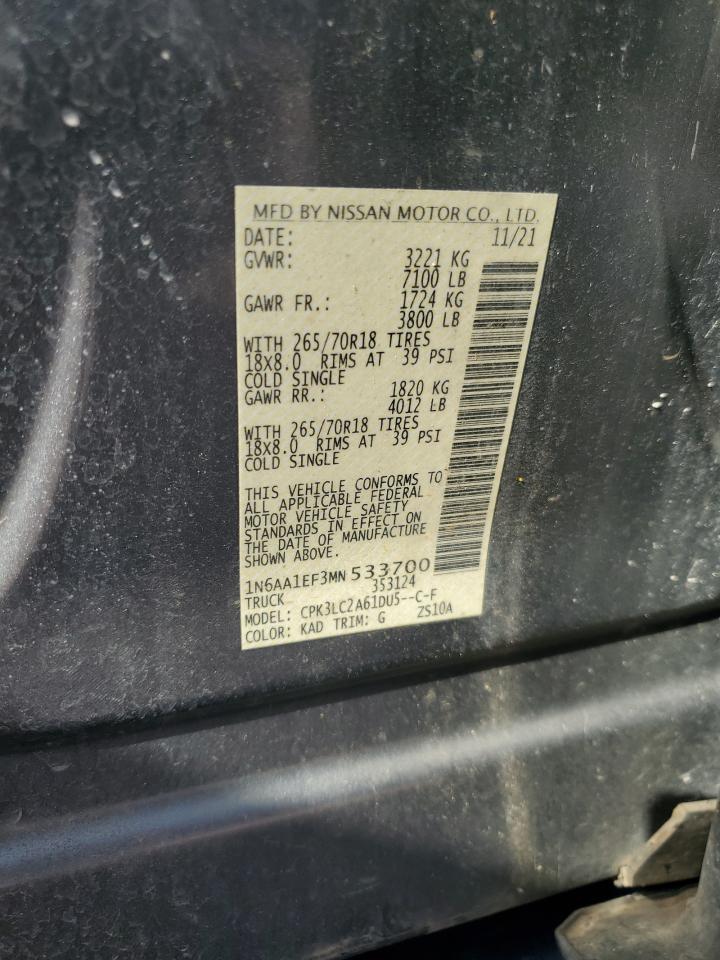 MFD BY NISSAN MOTOR CO., LTD.
DATE: 11/21
GVWR: 3221 KG
7100 LB
GAWR FR.: 1724 KG
3800 LB
WITH 265/70R18 TIRES
18X8.0 RIMS AT 39 PSI
COLD SINGLE
GAWR RR.: 1820 KG
4012 LB
WITH 265/70R18 TIRES
18X8.0 RIMS AT 39 PSI
COLD SINGLE
THIS VEHICLE CONFORMS TO
ALL APPLICABLE FEDERAL
MOTOR VEHICLE SAFETY
STANDARDS IN EFFECT ON
THE DATE OF MANUFACTURE
SHOWN ABOVE.
1N6AA1EF3MN 533700
TRUCK 353124
MODEL: CPK3LC2A61DU5--C-F
COLOR: KAD TRIM: G ZS10A